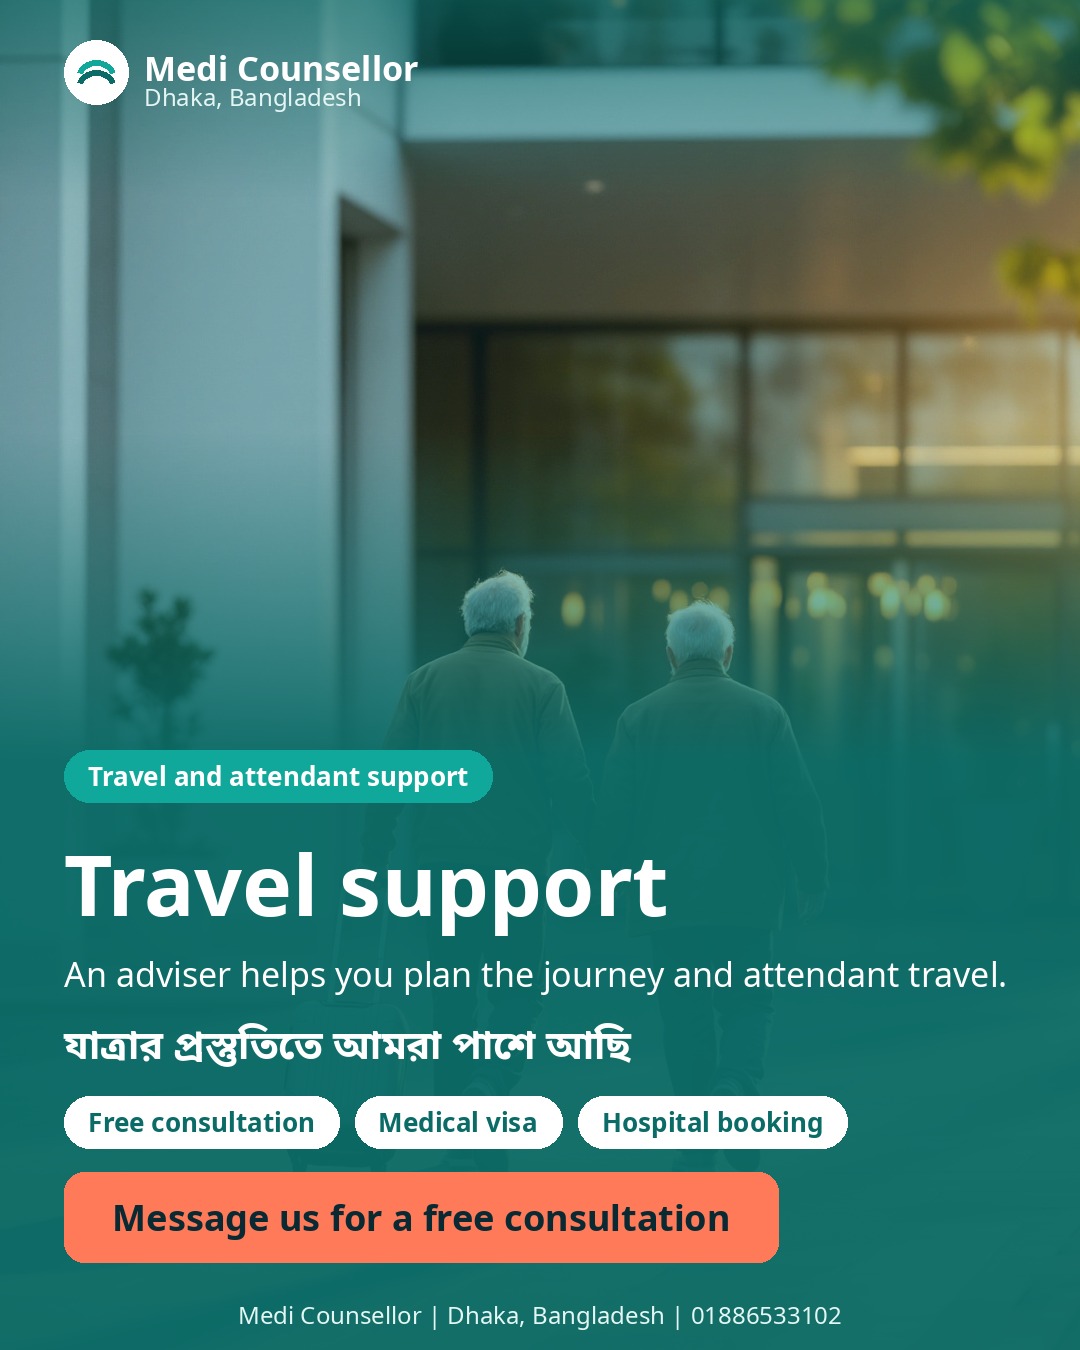 Medi Counsellor
Dhaka, Bangladesh
Travel and attendant support
Travel support
An adviser helps you plan the journey and attendant travel.
যাত্রার প্রস্তুতিতে আমরা পাশে আছি
Free consultation
Medical visa
Hospital booking
Message us for a free consultation
Medi Counsellor | Dhaka, Bangladesh | 01886533102